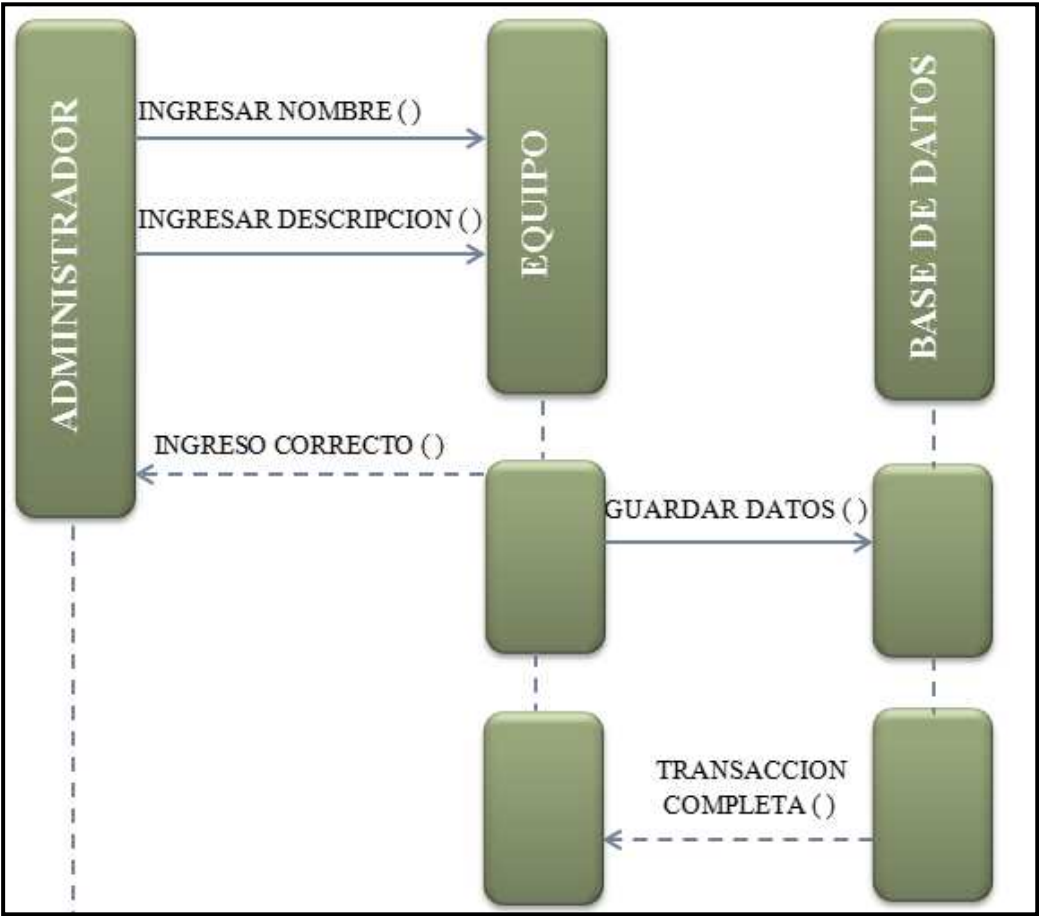 ADMINISTRADOR
EQUIPO
BASE DE DATOS
INGRESAR NOMBRE ( )
INGRESAR DESCRIPCION ( )
INGRESO CORRECTO ( )
GUARDAR DATOS ( )
TRANSACCION
COMPLETA ( )